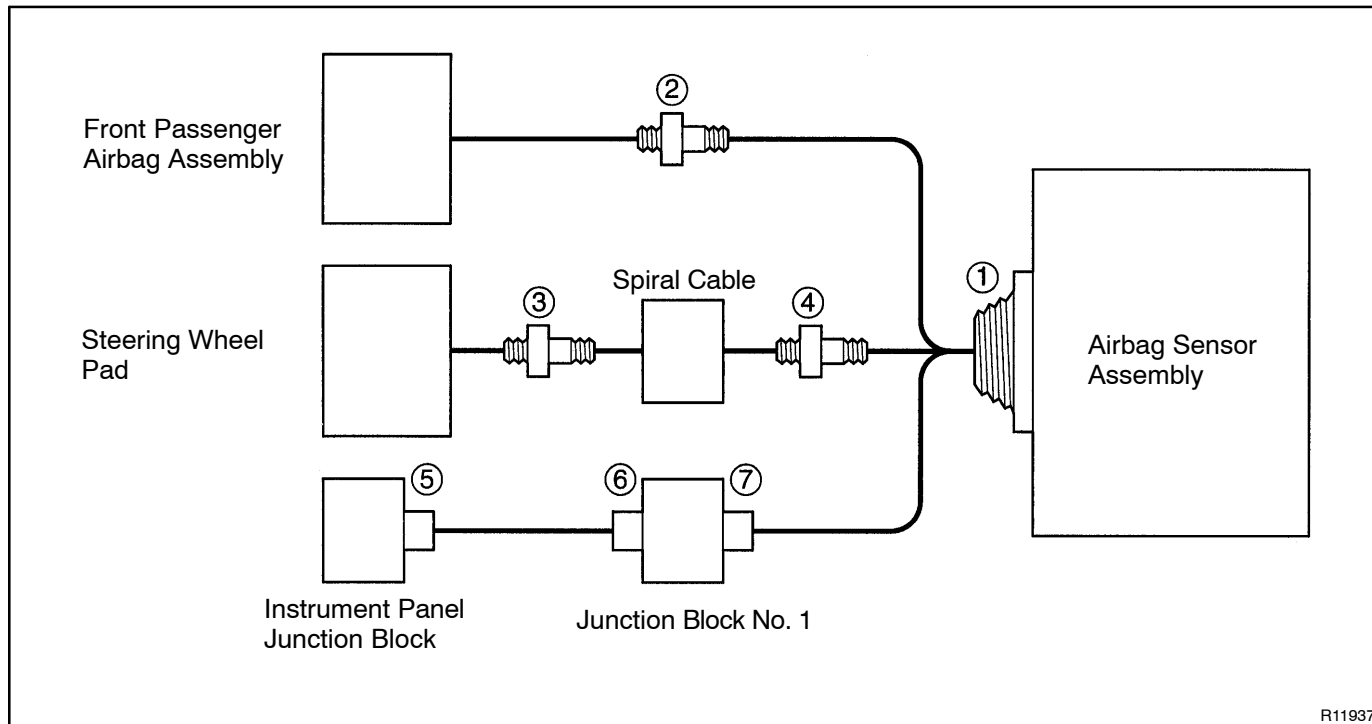 Front Passenger
Airbag Assembly
②
Steering Wheel
Pad
③
Spiral Cable
④
①
Airbag Sensor
Assembly
⑤
⑥
⑦
Instrument Panel
Junction Block
Junction Block No. 1
R11937